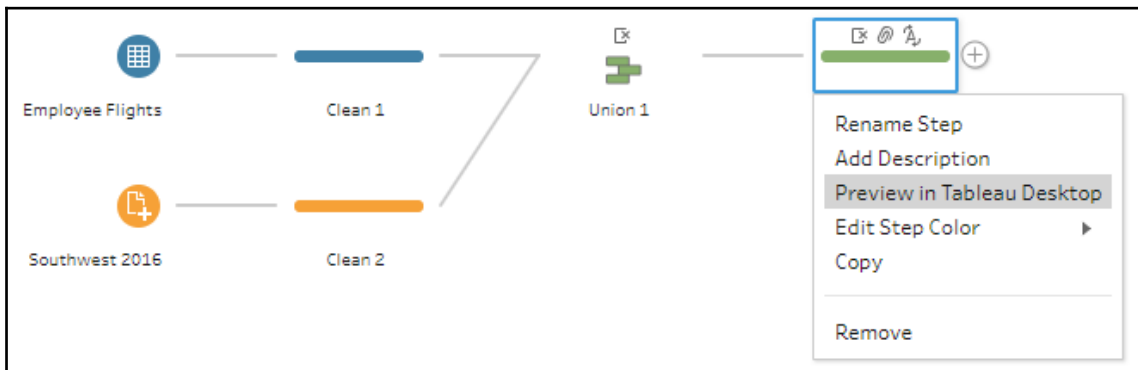 Employee Flights
Clean 1
Union 1
Southwest 2016
Clean 2
Rename Step
Add Description
Preview in Tableau Desktop
Edit Step Color
Copy
Remove